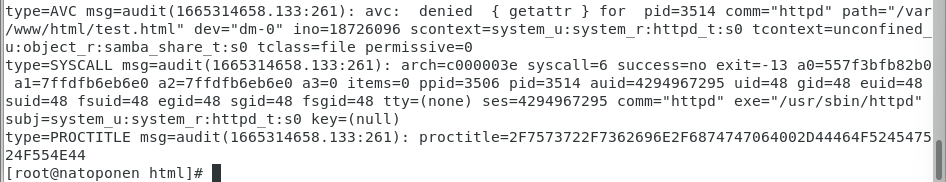 type=AVC msg=audit(1665314658.133:261): avc:  denied  { getattr } for  pid=3514 comm="httpd" path="/var
/www/html/test.html" dev="dm-0" ino=18726096 scontext=system_u:system_r:httpd_t:s0 tcontext=unconfined_
u:object_r:samba_share_t:s0 tclass=file permissive=0
type=SYSCALL msg=audit(1665314658.133:261): arch=c000003e syscall=6 success=no exit=-13 a0=557f3bfb82b0
 a1=7ffdfb6eb6e0 a2=7ffdfb6eb6e0 a3=0 items=0 ppid=3506 pid=3514 auid=4294967295 uid=48 gid=48 euid=48
suid=48 fsuid=48 egid=48 sgid=48 fsgid=48 tty=(none) ses=4294967295 comm="httpd" exe="/usr/sbin/httpd"
subj=system_u:system_r:httpd_t:s0 key=(null)
type=PROCTITLE msg=audit(1665314658.133:261): proctitle=2F7573722F7362696E2F6874747064002D44464F5245475
24F554E44
[root@natoponen html]#